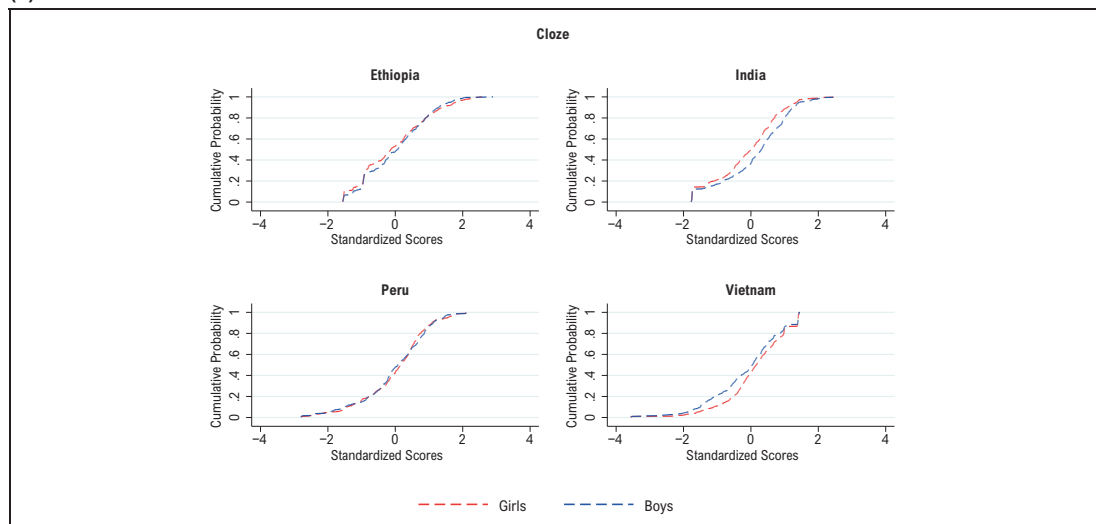 Cloze
Ethiopia
Cumulative Probability
0 .2 .4 .6 .8 1
−4 −2 0 2 4
Standardized Scores
India
Cumulative Probability
0 .2 .4 .6 .8 1
−4 −2 0 2 4
Standardized Scores
Peru
Cumulative Probability
0 .2 .4 .6 .8 1
−4 −2 0 2 4
Standardized Scores
Vietnam
Cumulative Probability
0 .2 .4 .6 .8 1
−4 −2 0 2 4
Standardized Scores
Girls Boys